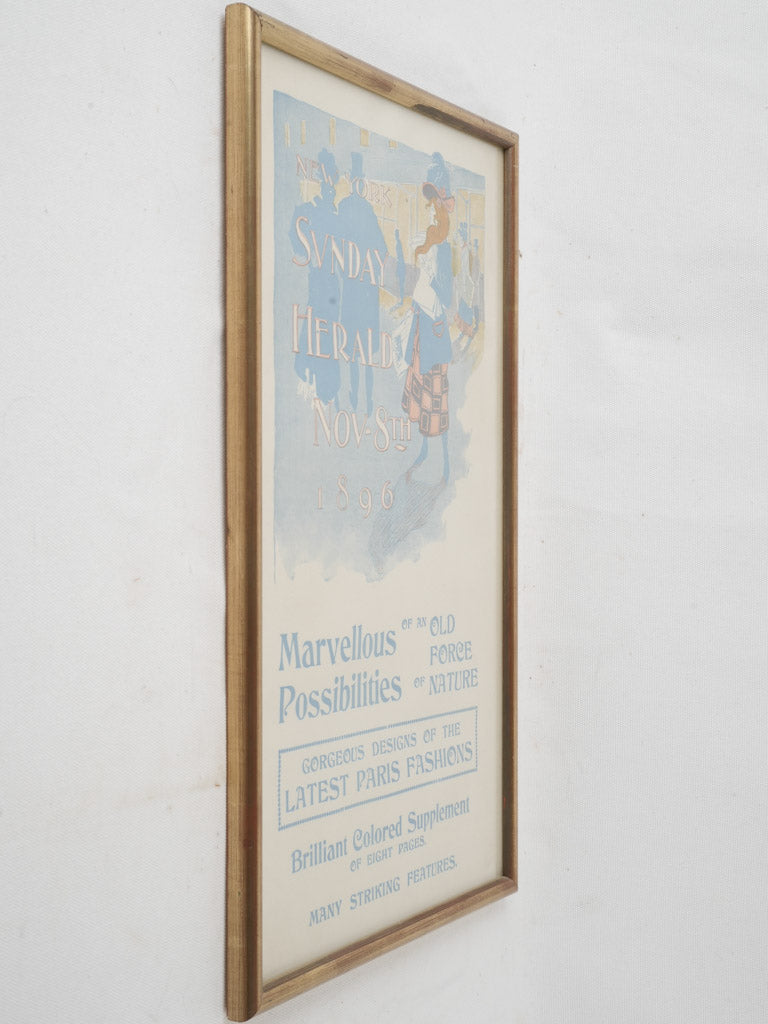 NEW YORK
SVNDAY
HERALD
NOV-8TH
1896
Marvellous OF AN OLD
FORCE
Possibilities OF NATURE
GORGEOUS DESIGNS OF THE
LATEST PARIS FASHIONS
Brilliant Colored Supplement
OF EIGHT PAGES.
MANY STRIKING FEATURES.